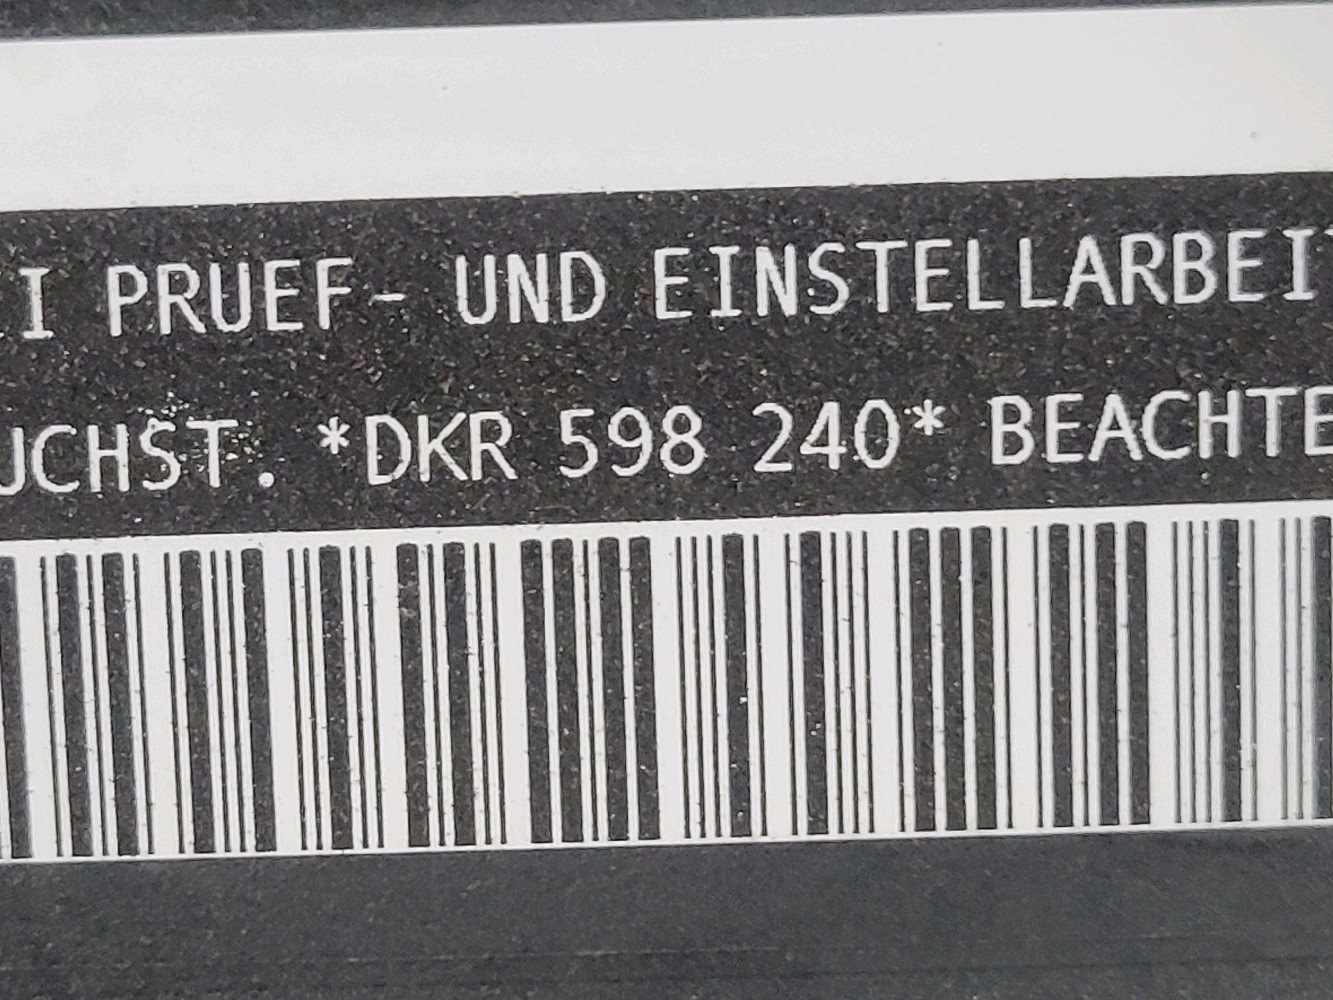 I PRUEF- UND EINSTELLARBEI
UCHST. *DKR 598 240* BEACHTE